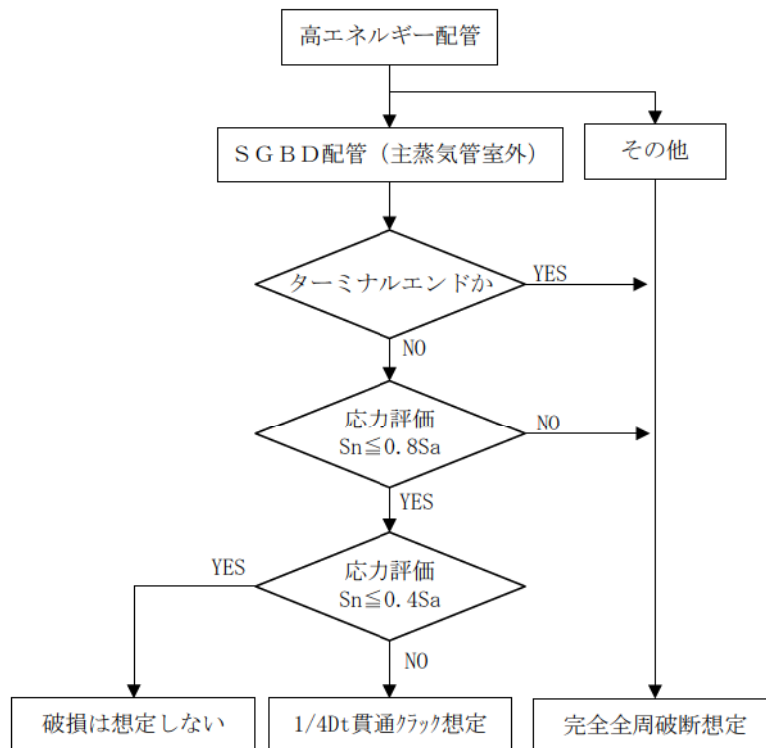 高エネルギー配管
SGBD配管（主蒸気管室外）
その他
ターミナルエンドか
YES
NO
応力評価
Sn≦0.8Sa
NO
YES
応力評価
Sn≦0.4Sa
YES
NO
破損は想定しない
1/4Dt貫通クラック想定
完全全周破断想定